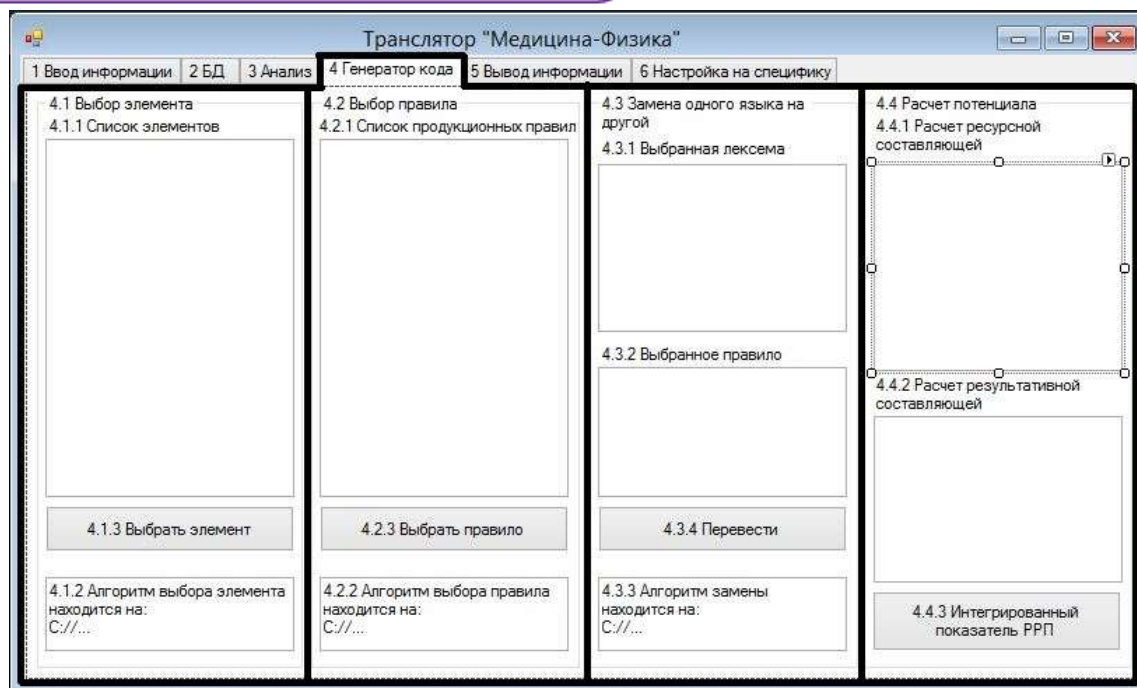 Транслятор "Медицина-Физика"
1 Ввод информации 2 БД 3 Анализ 4 Генератор кода 5 Вывод информации 6 Настройка на специфику
4.1 Выбор элемента
4.1.1 Список элементов
4.1.3 Выбрать элемент
4.1.2 Алгоритм выбора элемента
находится на:
C://...
4.2 Выбор правила
4.2.1 Список продукционных правил
4.2.3 Выбрать правило
4.2.2 Алгоритм выбора правила
находится на:
C://...
4.3 Замена одного языка на
другой
4.3.1 Выбранная лексема
4.3.2 Выбранное правило
4.3.4 Перевести
4.3.3 Алгоритм замены
находится на:
C://...
4.4 Расчет потенциала
4.4.1 Расчет ресурсной
составляющей
4.4.2 Расчет результативной
составляющей
4.4.3 Интегрированный
показатель РРП